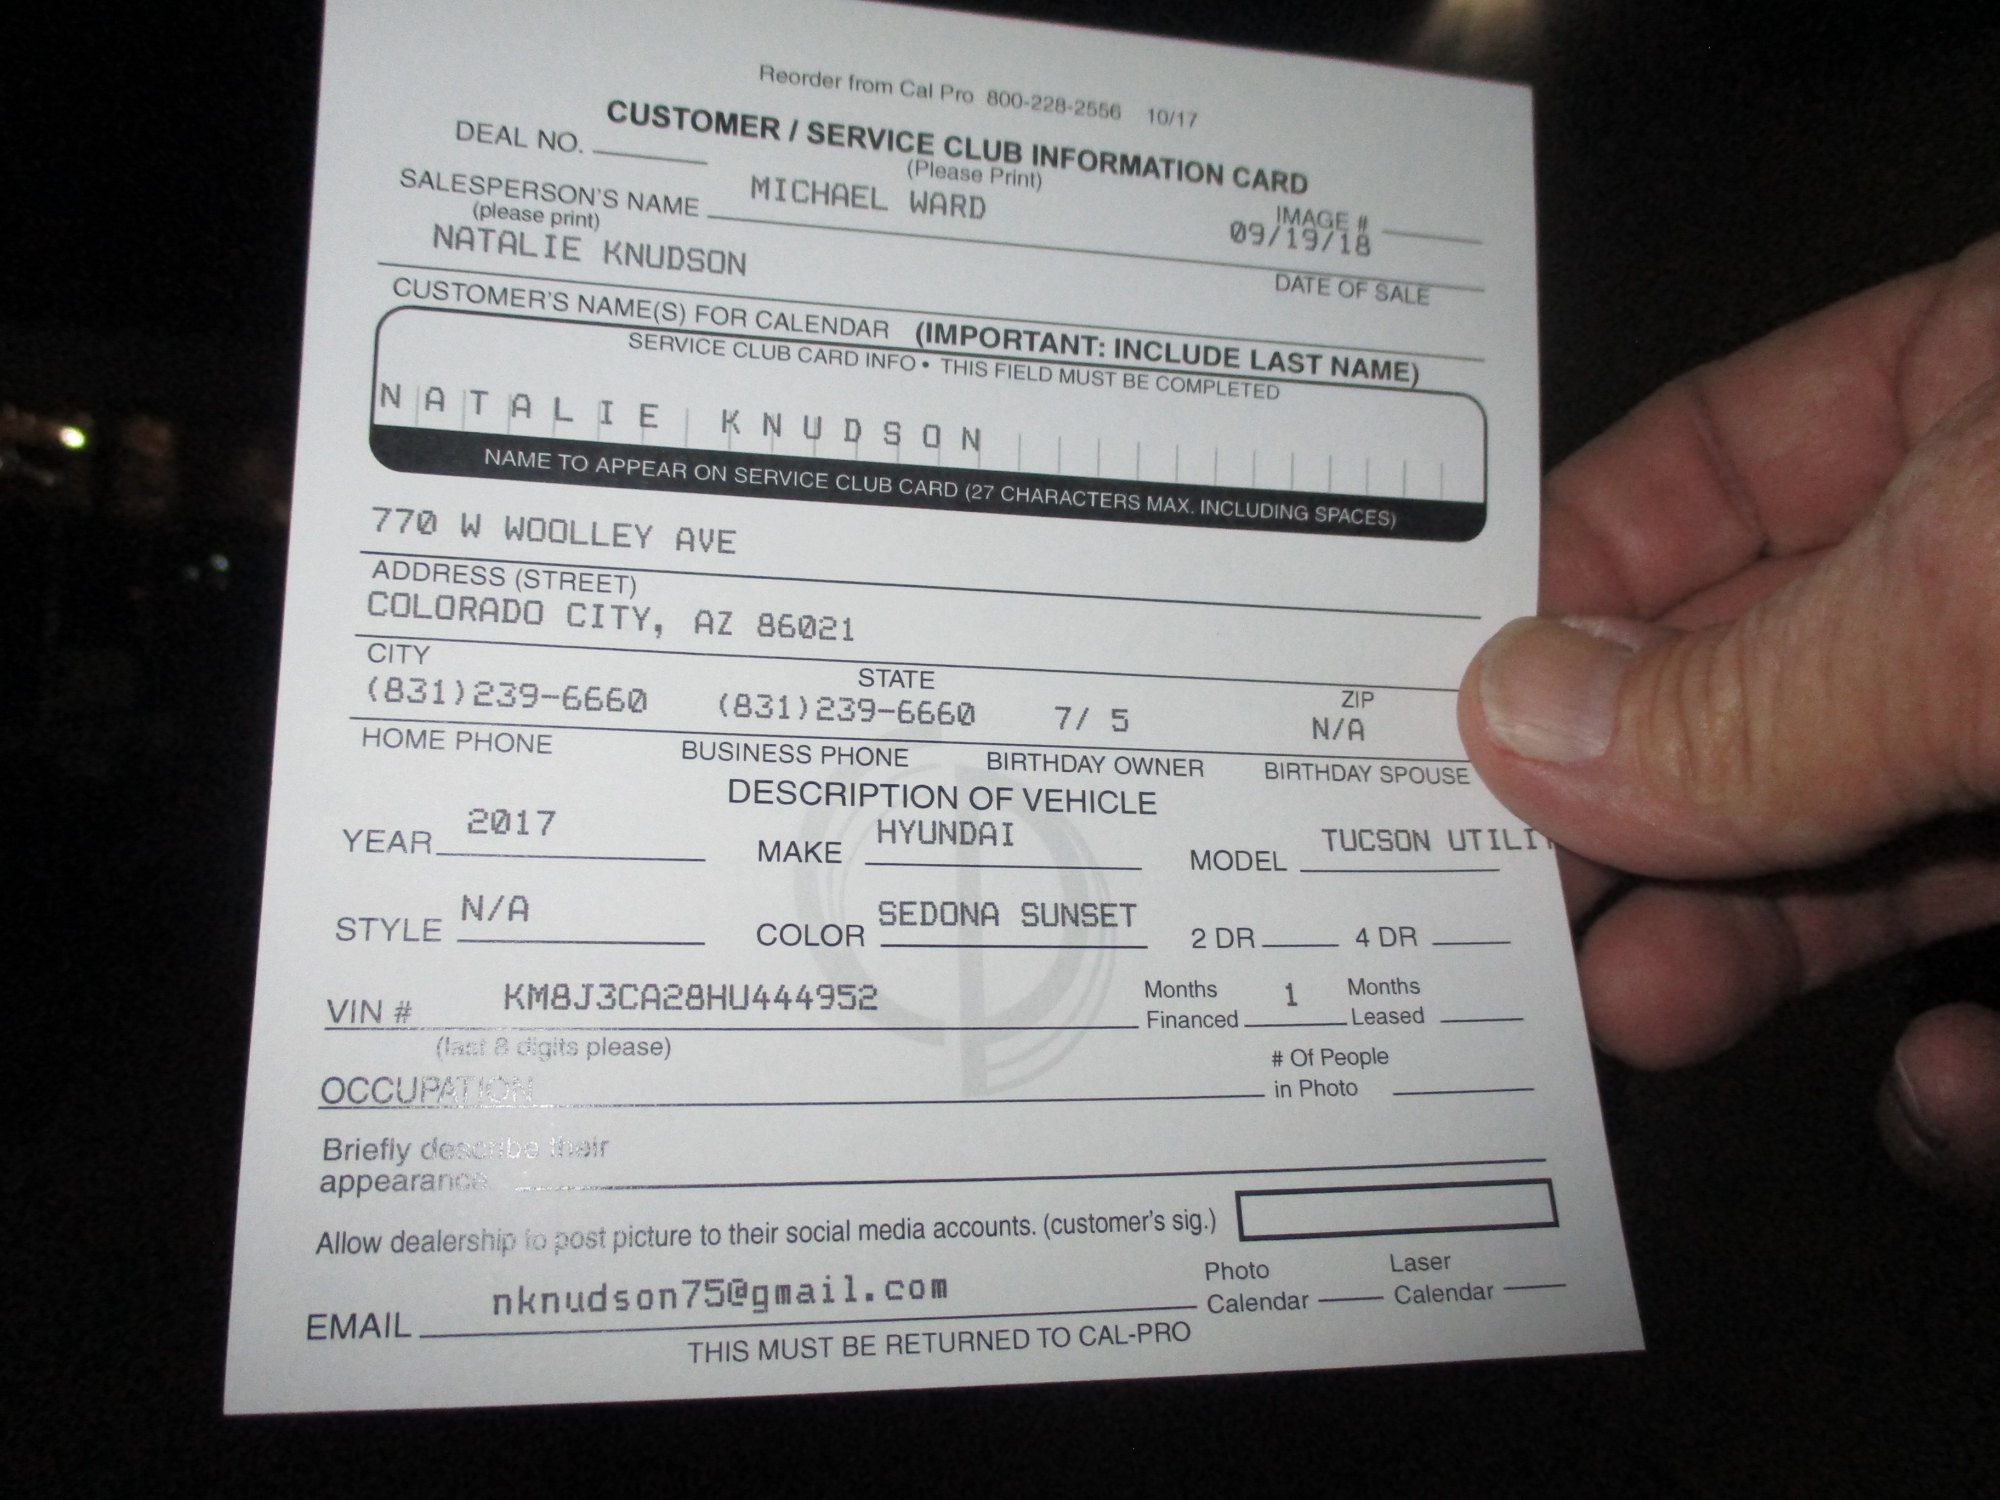 Reorder from Cal Pro 800-228-2556 10/17
CUSTOMER / SERVICE CLUB INFORMATION CARD
DEAL NO.
(Please Print)
SALESPERSON'S NAME MICHAEL WARD
(please print)
IMAGE #
09/19/18
NATALIE KNUDSON
DATE OF SALE
CUSTOMER'S NAME(S) FOR CALENDAR (IMPORTANT: INCLUDE LAST NAME)
SERVICE CLUB CARD INFO • THIS FIELD MUST BE COMPLETED
NATALIE KNUDSON
NAME TO APPEAR ON SERVICE CLUB CARD (27 CHARACTERS MAX. INCLUDING SPACES)
770 W WOOLLEY AVE
ADDRESS (STREET)
COLORADO CITY, AZ 86021
CITY STATE ZIP
(831)239-6660 (831)239-6660 7/ 5 N/A
HOME PHONE BUSINESS PHONE BIRTHDAY OWNER BIRTHDAY SPOUSE
DESCRIPTION OF VEHICLE
YEAR 2017 MAKE HYUNDAI MODEL TUCSON UTILI
STYLE N/A COLOR SEDONA SUNSET 2 DR 4 DR
VIN # KM8J3CA28HU444952 Months Financed 1 Months Leased
(last 8 digits please)
OCCUPATION # Of People in Photo
Briefly describe their
appearance.
Allow dealership to post picture to their social media accounts. (customer's sig.)
EMAIL nknudson75@gmail.com Photo Calendar Laser Calendar
THIS MUST BE RETURNED TO CAL-PRO